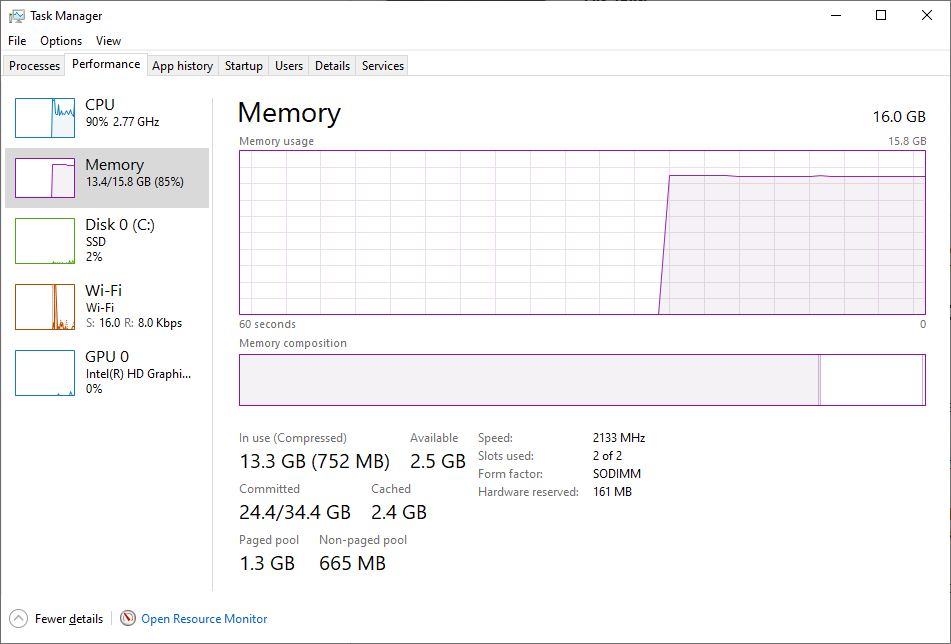 Task Manager
File Options View
Processes Performance App history Startup Users Details Services
CPU
90% 2.77 GHz
Memory
13.4/15.8 GB (85%)
Disk 0 (C:)
SSD
2%
Wi-Fi
Wi-Fi
S: 16.0 R: 8.0 Kbps
GPU 0
Intel(R) HD Graphi...
0%
Memory 16.0 GB
Memory usage 15.8 GB
60 seconds 0
Memory composition
In use (Compressed) Available
13.3 GB (752 MB) 2.5 GB
Committed Cached
24.4/34.4 GB 2.4 GB
Paged pool Non-paged pool
1.3 GB 665 MB
Speed: 2133 MHz
Slots used: 2 of 2
Form factor: SODIMM
Hardware reserved: 161 MB
Fewer details Open Resource Monitor